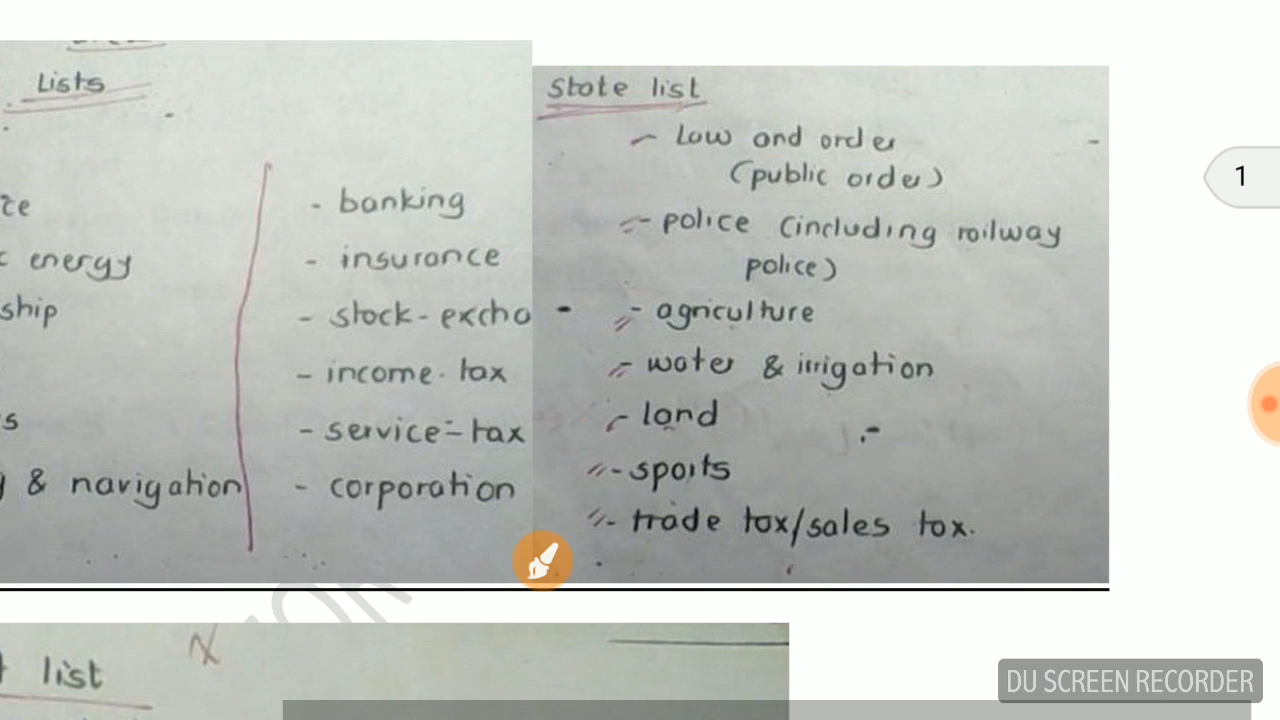 Lists
energy
ship
& navigation
- banking
- insurance
- stock-excha
- income-tax
- service-tax
- corporation
State list
- Law and order
(public order)
- police (including railway
police)
- agriculture
- water & irrigation
- land
- sports
- trade tax/sales tax.
list
1
DU SCREEN RECORDER